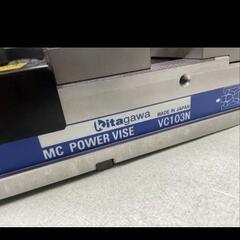 kitagawa
MADE IN JAPAN
MC POWER VISE VC103N